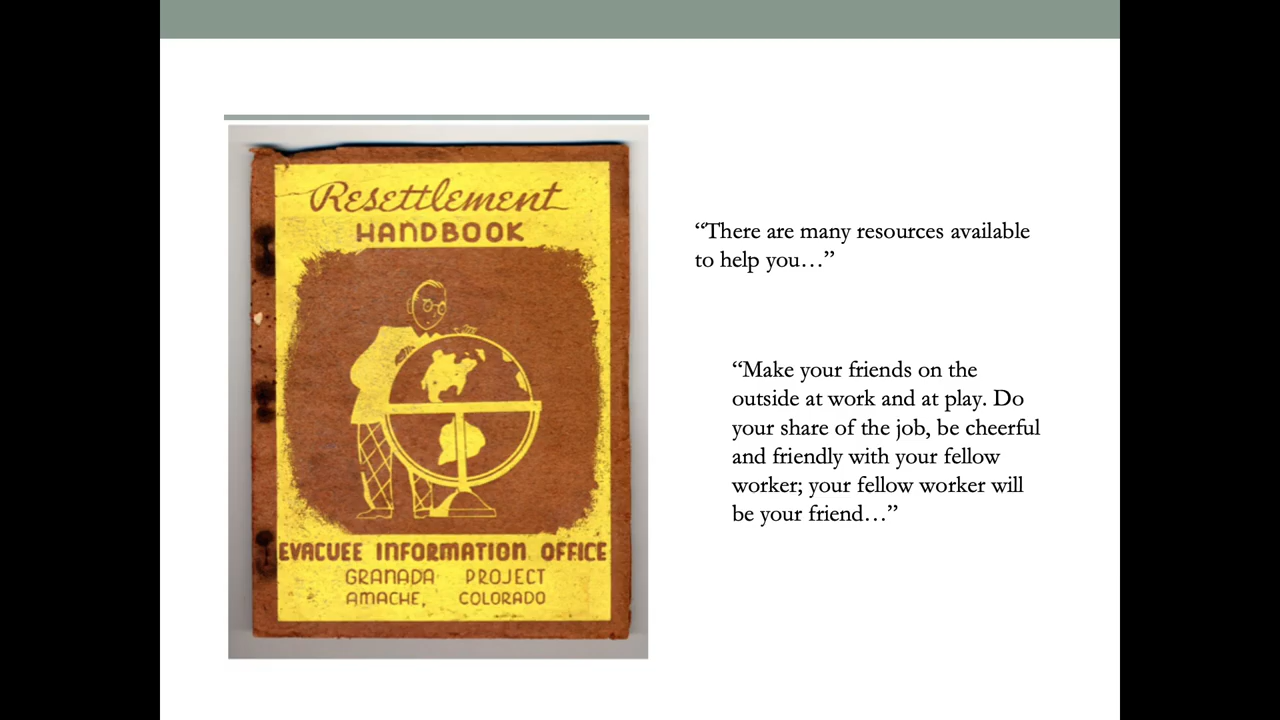 Resettlement
HANDBOOK
EVACUEE INFORMATION OFFICE
GRANADA PROJECT
AMACHE, COLORADO
“There are many resources available
to help you…”
“Make your friends on the
outside at work and at play. Do
your share of the job, be cheerful
and friendly with your fellow
worker; your fellow worker will
be your friend…”